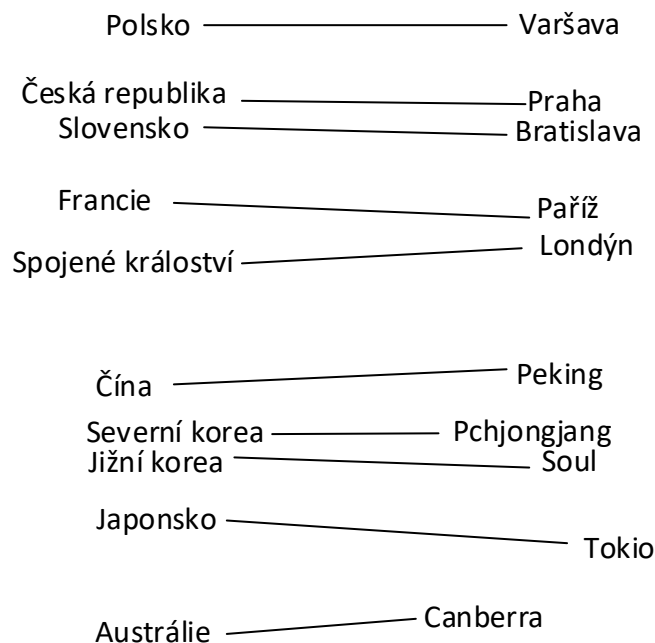 Polsko Varšava
Česká republika Praha
Slovensko Bratislava
Francie Paříž
Spojené králoství Londýn
Čína Peking
Severní korea Pchjongjang
Jižní korea Soul
Japonsko Tokio
Austrálie Canberra